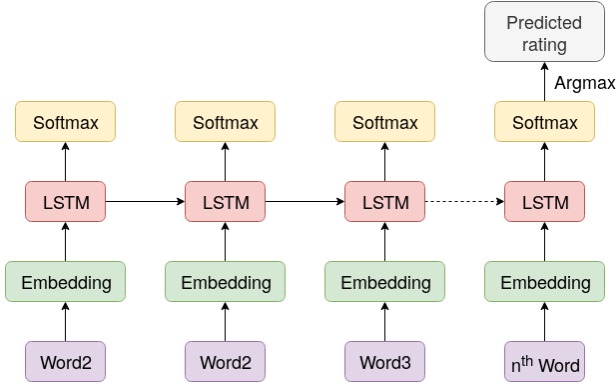 Predicted
rating
Argmax
Softmax Softmax Softmax Softmax
LSTM LSTM LSTM LSTM
Embedding Embedding Embedding Embedding
Word2 Word2 Word3 nth Word